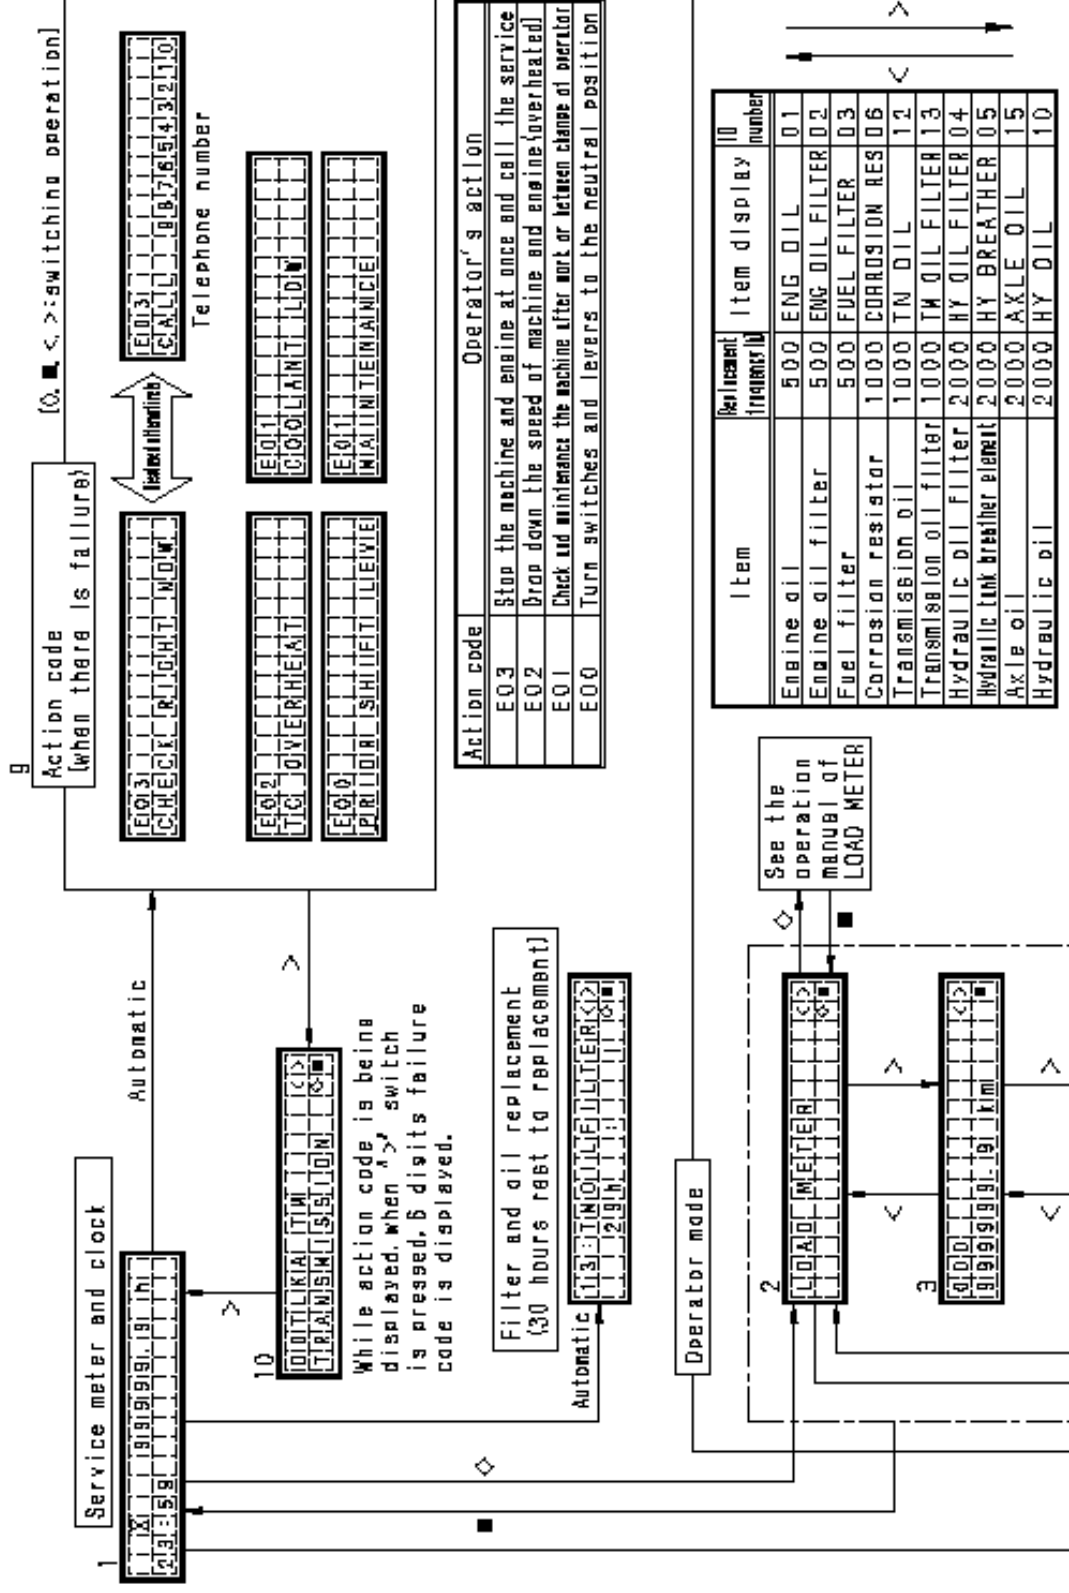 [O, ■, <, >:switching operation]
9
Action code
(when there is failure)
E03
CHECK RIGHT NOW
E03
CALL 9876543210
Telephone number
E02
TC OVERHEAT
E01
COOLANT LOW
E00
E01
MAINTENANCE
Action code Operator's action
E03 Stop the machine and engine at once and call the service
E02 Drop down the speed of machine and engine(overheated)
E01 Check and maintenance the machine after work or between change of operator
E00 Turn switches and levers to the neutral position
1
Service meter and clock
99999.9h
23:59
Automatic
>
>
10
<>
TRANSMISSION ◇■
While action code is being
displayed, when ">" switch
is pressed, 6 digits failure
code is displayed.
Filter and oil replacement
(30 hours rest to replacement)
Automatic
<>
29h ◇■
◇
■
Operator mode
2
LOAD METER <>
◇■
◇
■
See the
operation
manual of
LOAD METER
<
>
3
ODD <>
km ■
<
>
Item Replacement Item display ID number
Engine oil 500 ENG OIL 01
Engine oil filter 500 ENG OIL FILTER 02
Fuel filter 500 FUEL FILTER 03
Corrosion resistor 1000 CORROSION RES 06
Transmission oil 1000 OIL 12
Transmission oil filter 1000 TM OIL FILTER 13
Hydraulic filter 2000 HY OIL FILTER 04
Hydraulic tank breather element 2000 HY BREATHER 05
Axle oil 2000 AXLE OIL 15
Hydraulic oil 2000 HY OIL 10
<
>